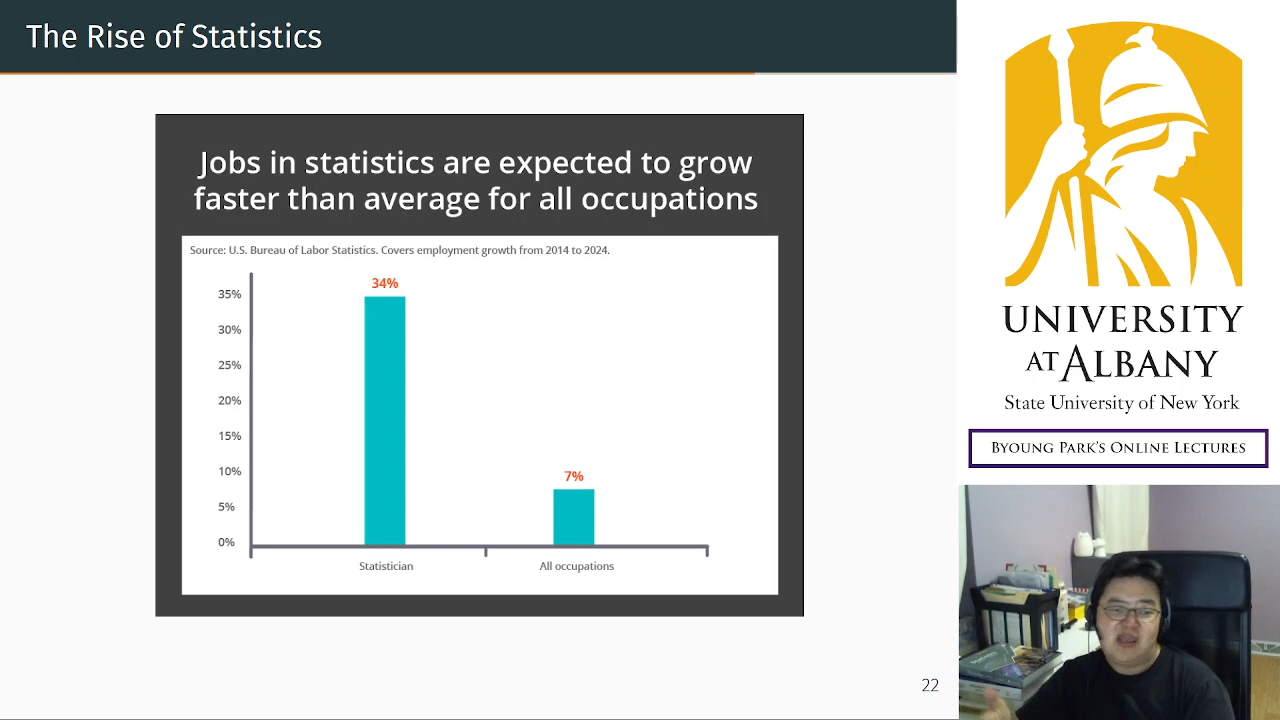 The Rise of Statistics
Jobs in statistics are expected to grow
faster than average for all occupations
Source: U.S. Bureau of Labor Statistics. Covers employment growth from 2014 to 2024.
35%
30%
25%
20%
15%
10%
5%
0%
34%
7%
Statistician
All occupations
22
UNIVERSITY
AT ALBANY
State University of New York
BYOUNG PARK'S ONLINE LECTURES